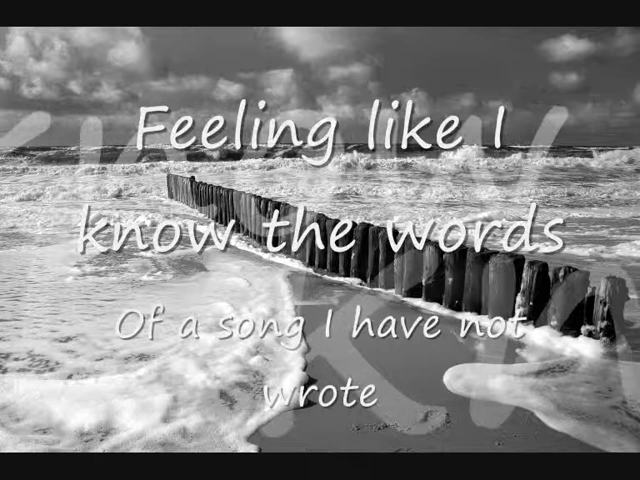 Feeling like I
know the words
Of a song I have not
wrote